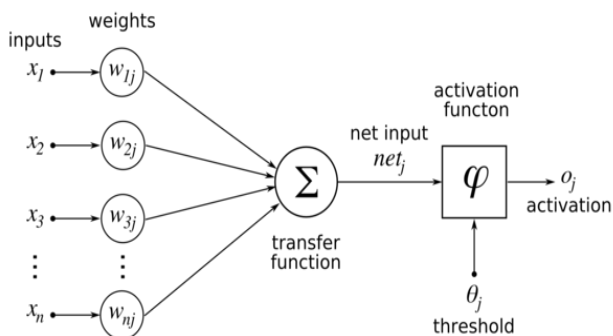 weights
inputs
x1
w1j
activation
functon
x2
w2j
net input
netj
Σ
φ
oj
activation
x3
w3j
transfer
function
⋮
⋮
θj
threshold
xn
wnj